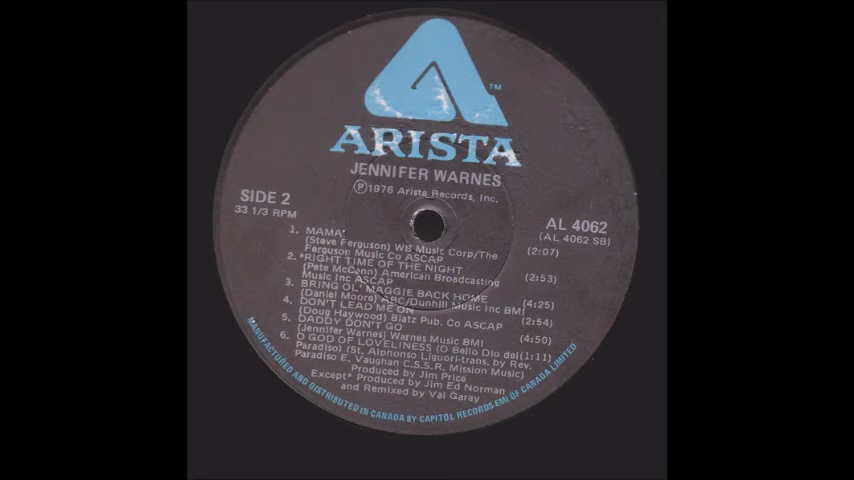 TM
ARISTA
JENNIFER WARNES
Ⓟ1976 Arista Records, Inc.
SIDE 2
33 1/3 RPM
AL 4062
(AL 4062 SB)
1. MAMA (2:07)
(Steve Ferguson) WB Music Corp/The
Ferguson Music Co ASCAP
2. *RIGHT TIME OF THE NIGHT (2:53)
(Pete McCann) American Broadcasting
Music Inc ASCAP
3. BRING OL' MAGGIE BACK HOME (4:25)
(Daniel Moore) ABC/Dunhill Music Inc BMI
4. DON'T LEAD ME ON (2:54)
(Doug Haywood) Blatz Pub. Co ASCAP
5. DADDY DON'T GO (4:50)
(Jennifer Warnes) Warnes Music BMI
6. O GOD OF LOVELINESS (O Bello Dio del (1:11)
Paradiso) (St. Alphonso Liguori-trans, by Rev.
Paradiso E. Vaughan C.S.S.R. Mission Music)
Produced by Jim Price
Except* Produced by Jim Ed Norman
and Remixed by Val Garay
MANUFACTURED AND DISTRIBUTED IN CANADA BY CAPITOL RECORDS-EMI OF CANADA LIMITED